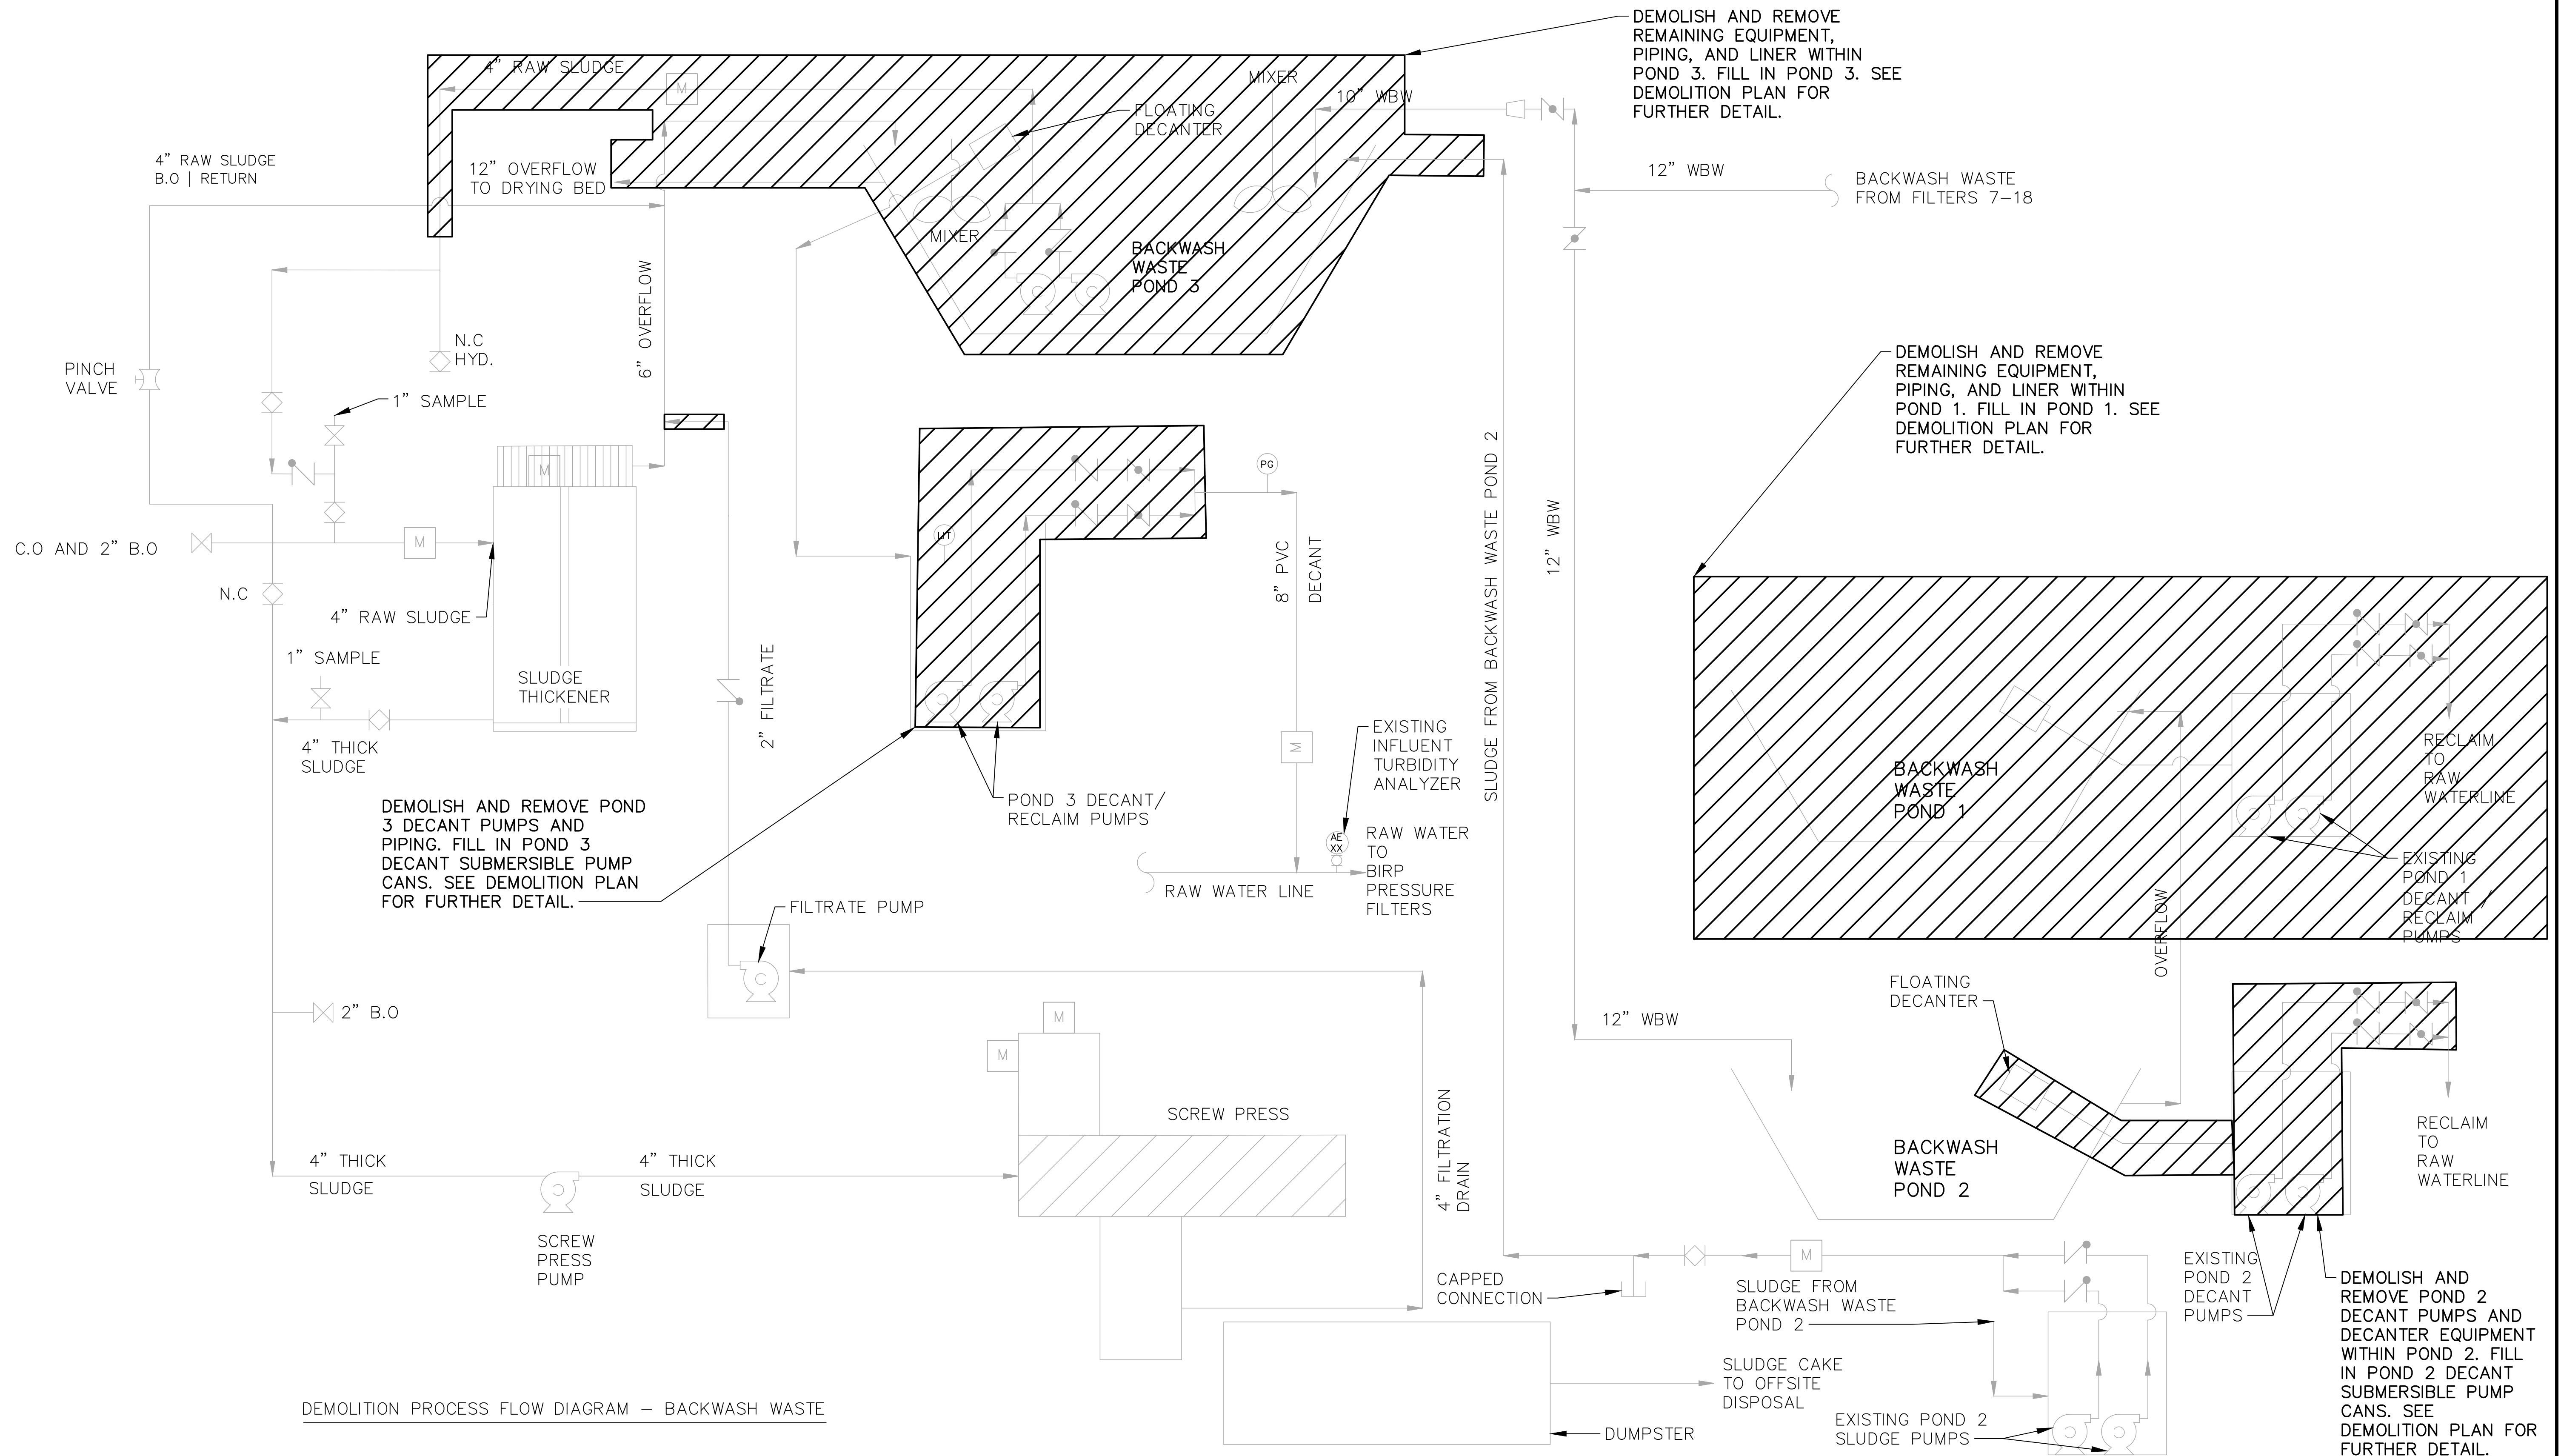 DEMOLISH AND REMOVE
REMAINING EQUIPMENT,
PIPING, AND LINER WITHIN
POND 3. FILL IN POND 3. SEE
DEMOLITION PLAN FOR
FURTHER DETAIL.
4" RAW SLUDGE
M
MIXER
10" WBW
FLOATING
DECANTER
4" RAW SLUDGE
B.O | RETURN
12" OVERFLOW
TO DRYING BED
12" WBW
BACKWASH WASTE
FROM FILTERS 7-18
MIXER
BACKWASH
WASTE
POND 3
6" OVERFLOW
N.C
HYD.
PINCH
VALVE
1" SAMPLE
DEMOLISH AND REMOVE
REMAINING EQUIPMENT,
PIPING, AND LINER WITHIN
POND 1. FILL IN POND 1. SEE
DEMOLITION PLAN FOR
FURTHER DETAIL.
M
PG
LIT
C.O AND 2" B.O
M
N.C
4" RAW SLUDGE
1" SAMPLE
SLUDGE
THICKENER
4" THICK
SLUDGE
2" FILTRATE
8" PVC
DECANT
SLUDGE FROM BACKWASH WASTE POND 2
12" WBW
M
EXISTING
INFLUENT
TURBIDITY
ANALYZER
POND 3 DECANT/
RECLAIM PUMPS
DEMOLISH AND REMOVE POND
3 DECANT PUMPS AND
PIPING. FILL IN POND 3
DECANT SUBMERSIBLE PUMP
CANS. SEE DEMOLITION PLAN
FOR FURTHER DETAIL.
AE
XX
RAW WATER
TO
BIRP
PRESSURE
FILTERS
RAW WATER LINE
BACKWASH
WASTE
POND 1
RECLAIM
TO
RAW
WATERLINE
EXISTING
POND 1
DECANT /
RECLAIM
PUMPS
OVERFLOW
FILTRATE PUMP
2" B.O
M
M
FLOATING
DECANTER
12" WBW
SCREW PRESS
4" FILTRATION
DRAIN
BACKWASH
WASTE
POND 2
RECLAIM
TO
RAW
WATERLINE
4" THICK
SLUDGE
4" THICK
SLUDGE
SCREW
PRESS
PUMP
CAPPED
CONNECTION
M
SLUDGE FROM
BACKWASH WASTE
POND 2
EXISTING
POND 2
DECANT
PUMPS
DEMOLISH AND
REMOVE POND 2
DECANT PUMPS AND
DECANTER EQUIPMENT
WITHIN POND 2. FILL
IN POND 2 DECANT
SUBMERSIBLE PUMP
CANS. SEE
DEMOLITION PLAN FOR
FURTHER DETAIL.
SLUDGE CAKE
TO OFFSITE
DISPOSAL
DUMPSTER
EXISTING POND 2
SLUDGE PUMPS
DEMOLITION PROCESS FLOW DIAGRAM - BACKWASH WASTE